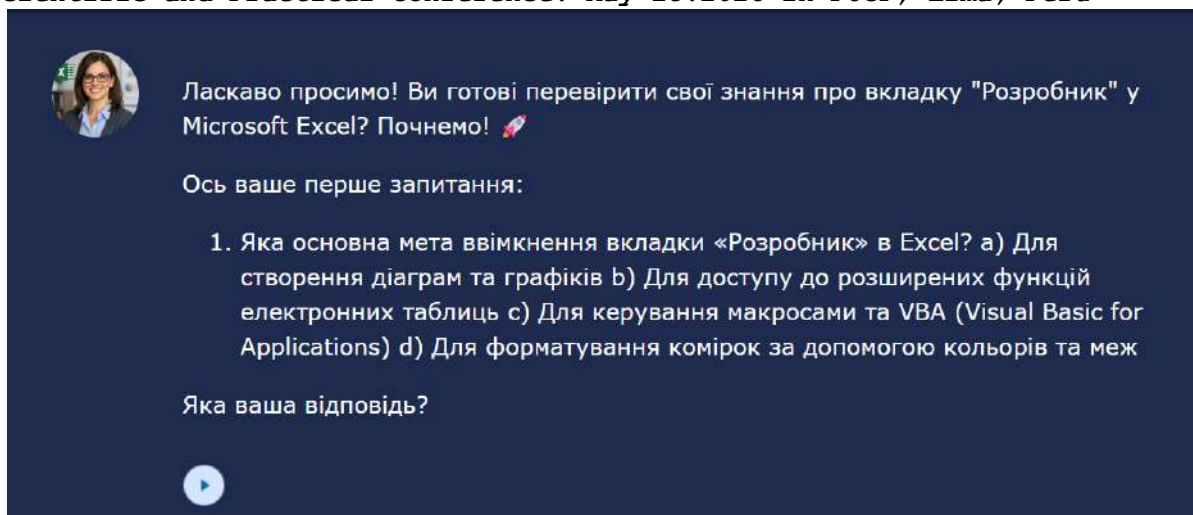 Ласкаво просимо! Ви готові перевірити свої знання про вкладку "Розробник" у
Microsoft Excel? Почнемо! 🚀
Ось ваше перше запитання:
1. Яка основна мета ввімкнення вкладки «Розробник» в Excel? a) Для
створення діаграм та графіків b) Для доступу до розширених функцій
електронних таблиць c) Для керування макросами та VBA (Visual Basic for
Applications) d) Для форматування комірок за допомогою кольорів та меж
Яка ваша відповідь?